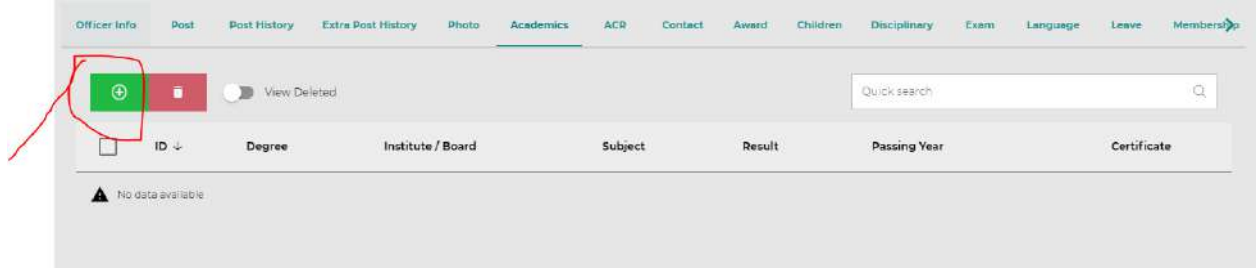 Officer Info Post Post History Extra Post History Photo Academics ACR Contact Award Children Disciplinary Exam Language Leave Membership
View Deleted Quick search
ID ↓ Degree Institute / Board Subject Result Passing Year Certificate
No data available